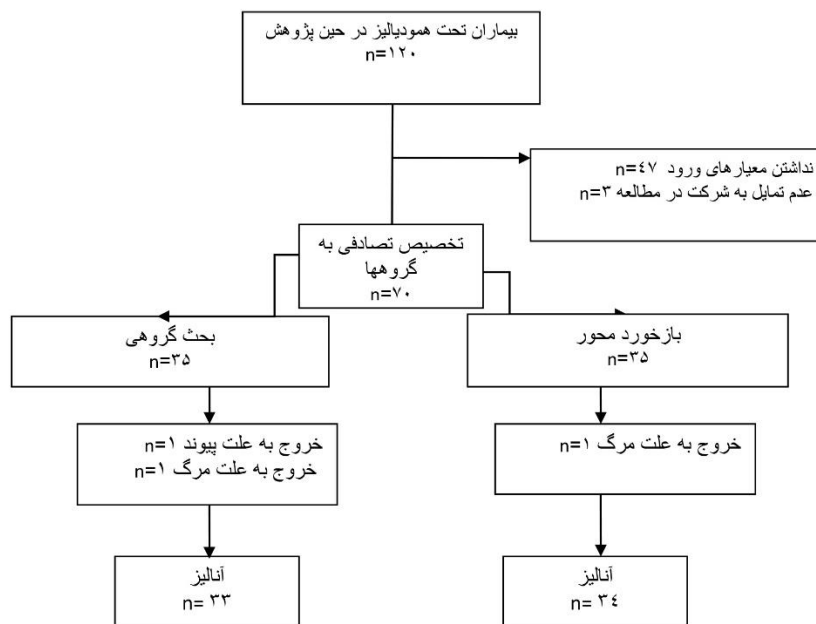 بیماران تحت همودیالیز در حین پژوهش
n=۱۲۰
نداشتن معیارهای ورود n=٤٧
عدم تمایل به شرکت در مطالعه n=۳
تخصیص تصادفی به
گروهها
n=۷۰
بازخورد محور
n=۳۵
بحث گروهی
n=۳۵
خروج به علت مرگ n=۱
خروج به علت پیوند n=۱
خروج به علت مرگ n=۱
آنالیز
n= ۳٤
آنالیز
n= ۳۳